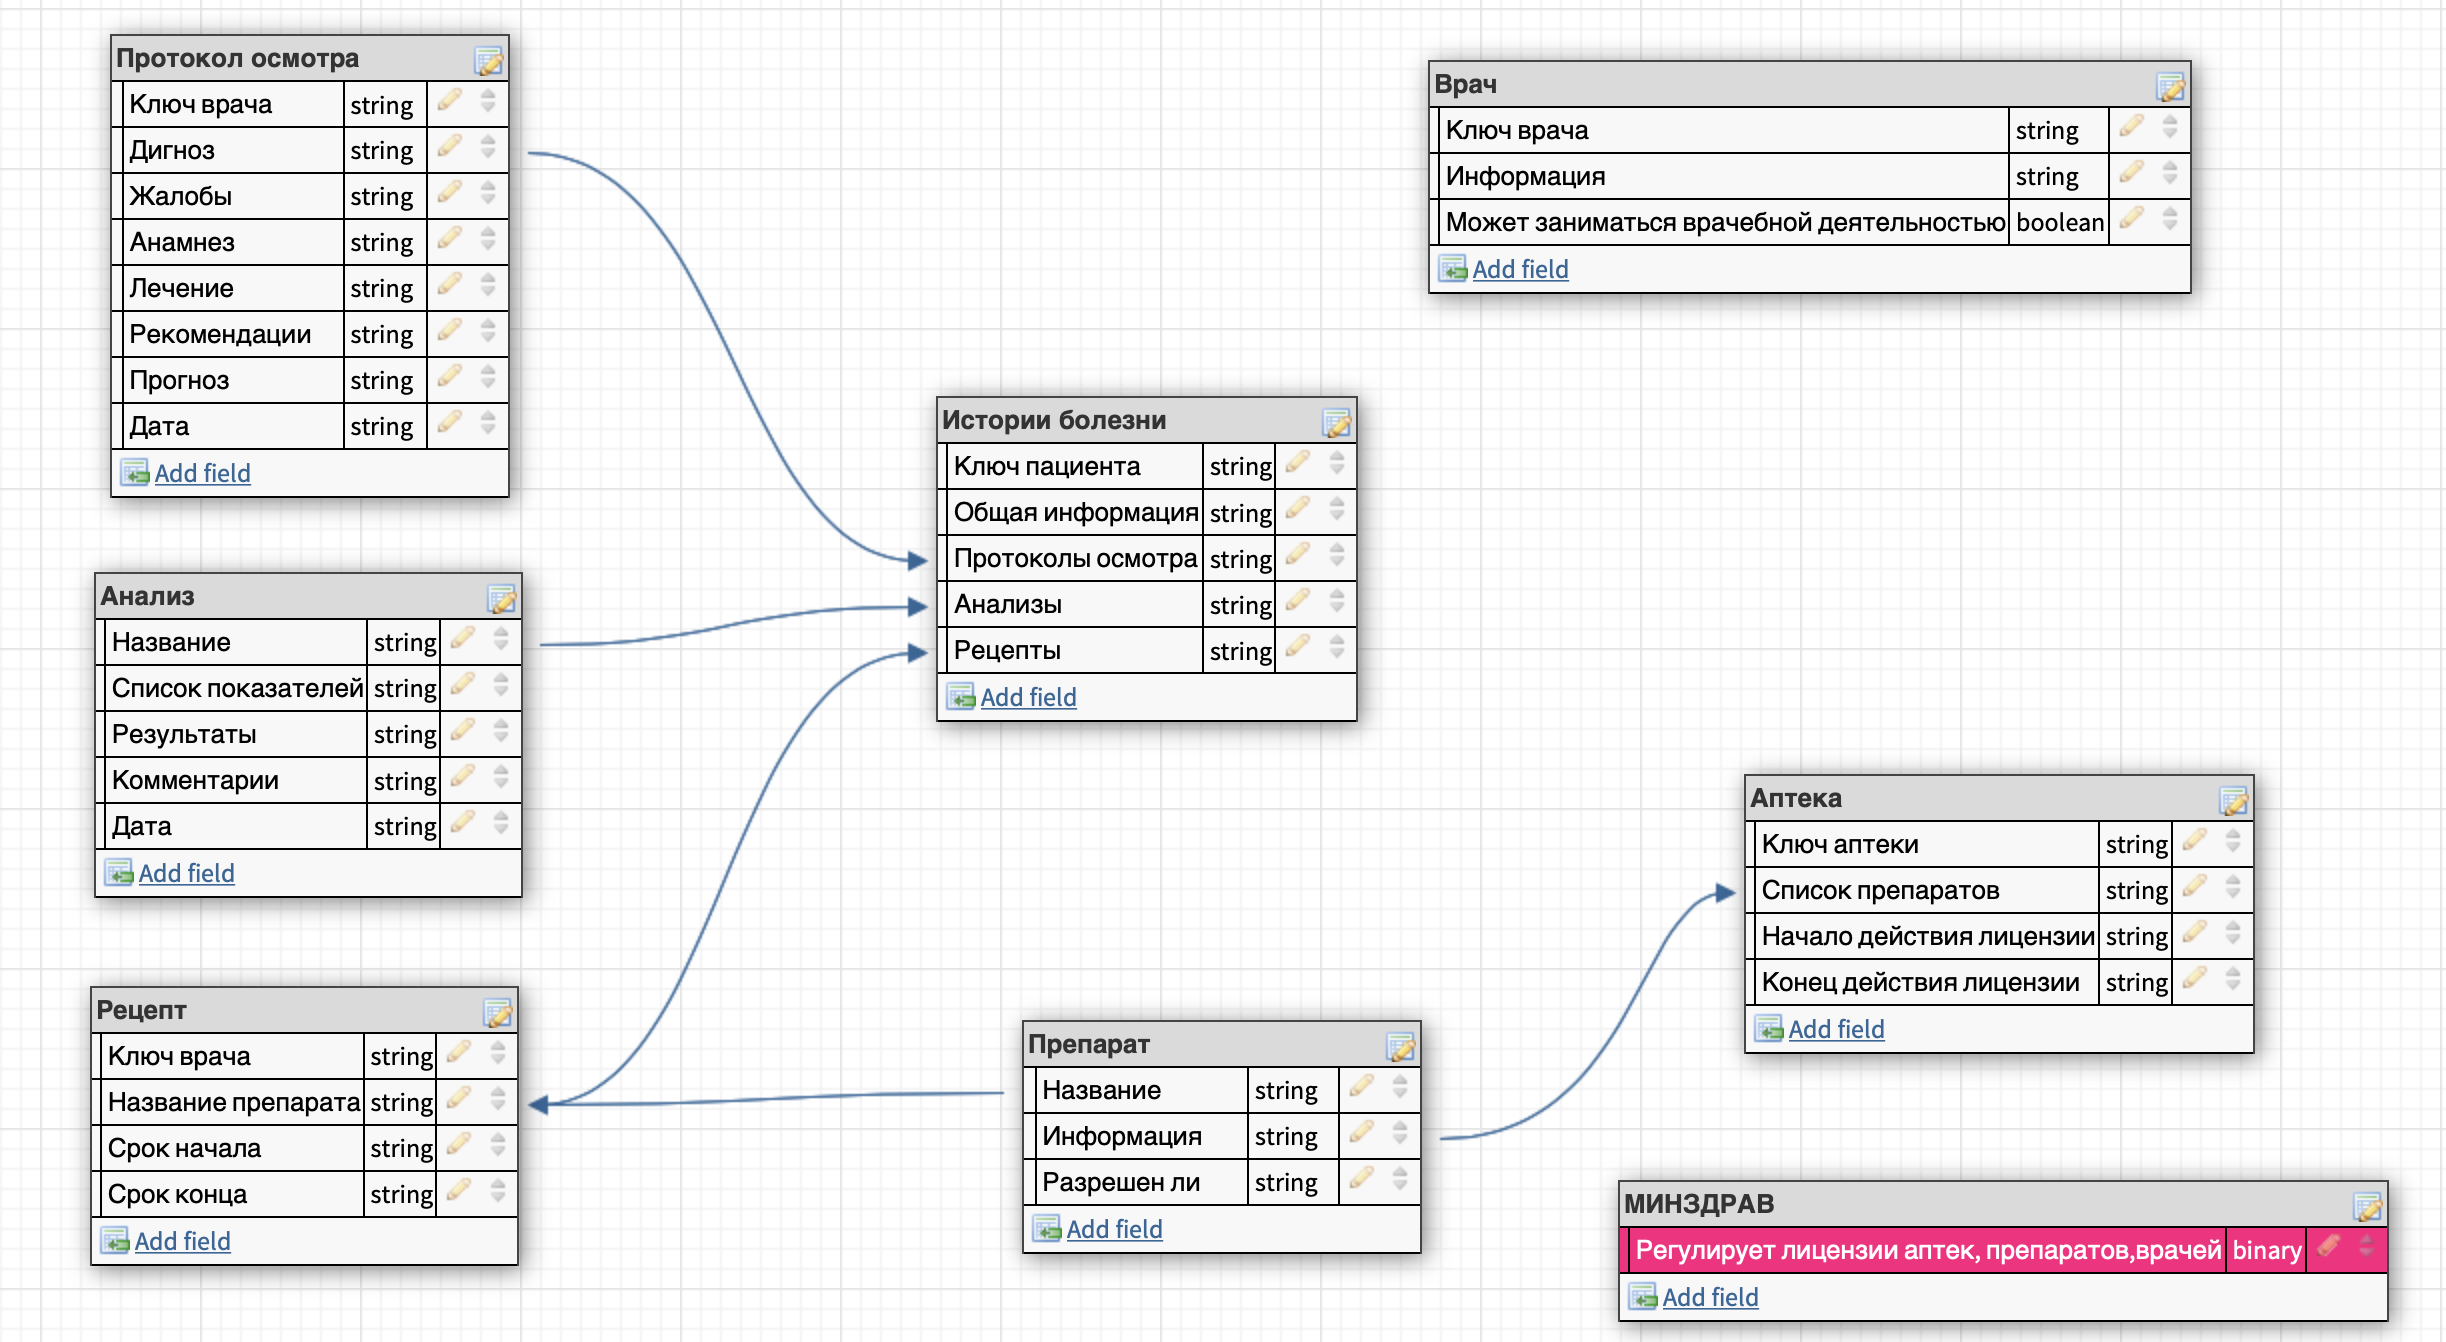 Протокол осмотра
Ключ врача string
Дигноз string
Жалобы string
Анамнез string
Лечение string
Рекомендации string
Прогноз string
Дата string
Add field
Врач
Ключ врача string
Информация string
Может заниматься врачебной деятельностью boolean
Add field
Истории болезни
Ключ пациента string
Общая информация string
Протоколы осмотра string
Анализы string
Рецепты string
Add field
Анализ
Название string
Список показателей string
Результаты string
Комментарии string
Дата string
Add field
Аптека
Ключ аптеки string
Список препаратов string
Начало действия лицензии string
Конец действия лицензии string
Add field
Рецепт
Ключ врача string
Название препарата string
Срок начала string
Срок конца string
Add field
Препарат
Название string
Информация string
Разрешен ли string
Add field
МИНЗДРАВ
Регулирует лицензии аптек, препаратов,врачей binary
Add field